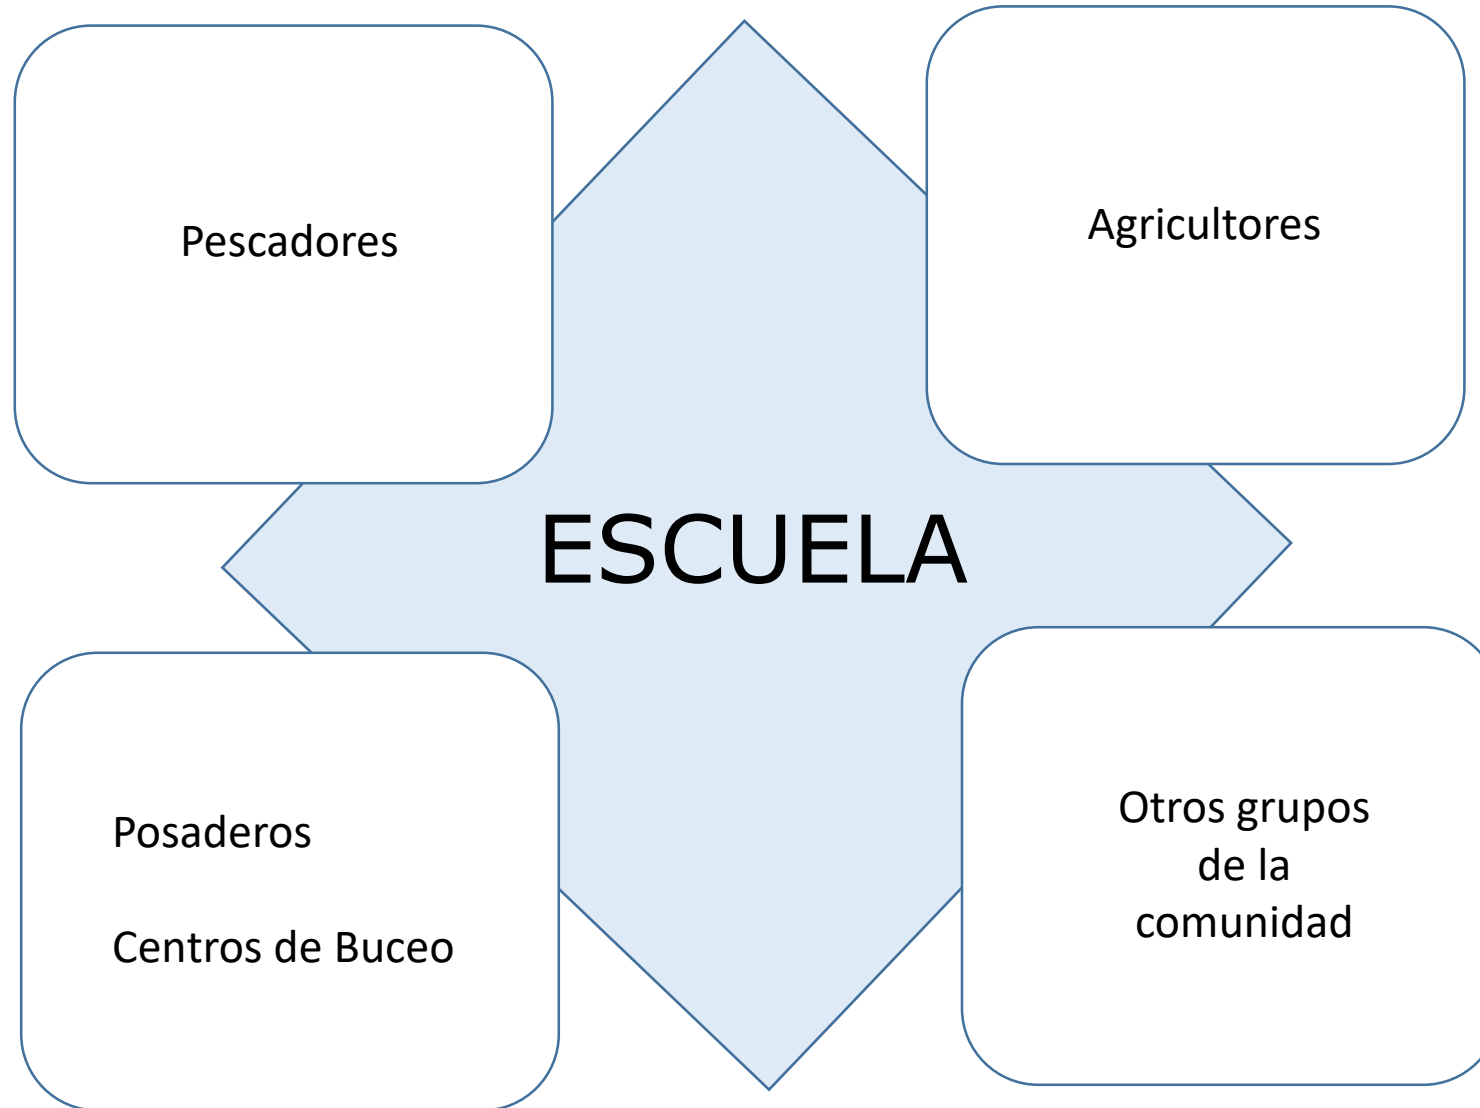 Pescadores
Agricultores
ESCUELA
Posaderos
Centros de Buceo
Otros grupos
de la
comunidad